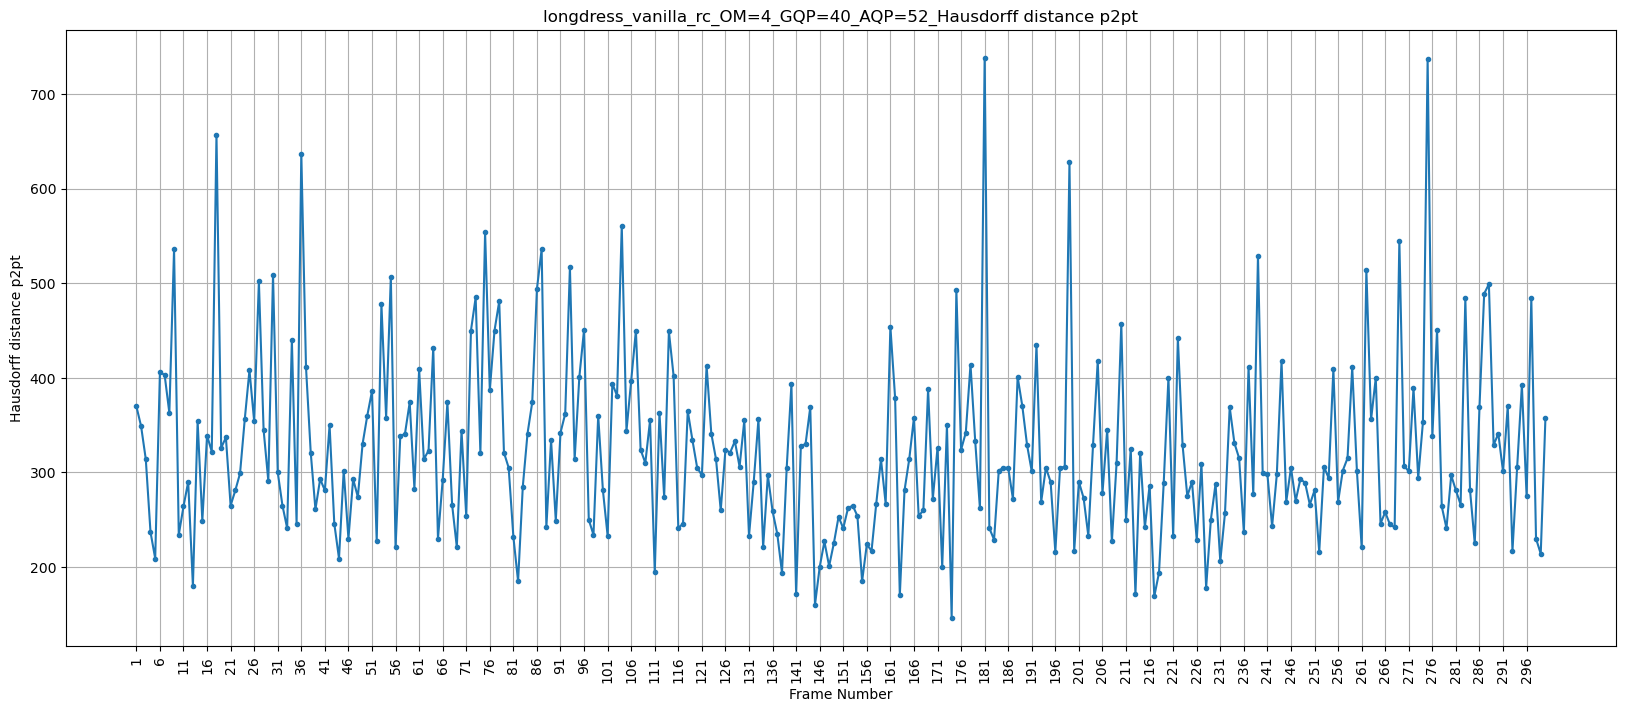 longdress_vanilla_rc_OM=4_GQP=40_AQP=52_Hausdorff distance p2pt
Hausdorff distance p2pt
700
600
500
400
300
200
1 6 11 16 21 26 31 36 41 46 51 56 61 66 71 76 81 86 91 96 101 106 111 116 121 126 131 136 141 146 151 156 161 166 171 176 181 186 191 196 201 206 211 216 221 226 231 236 241 246 251 256 261 266 271 276 281 286 291 296
Frame Number